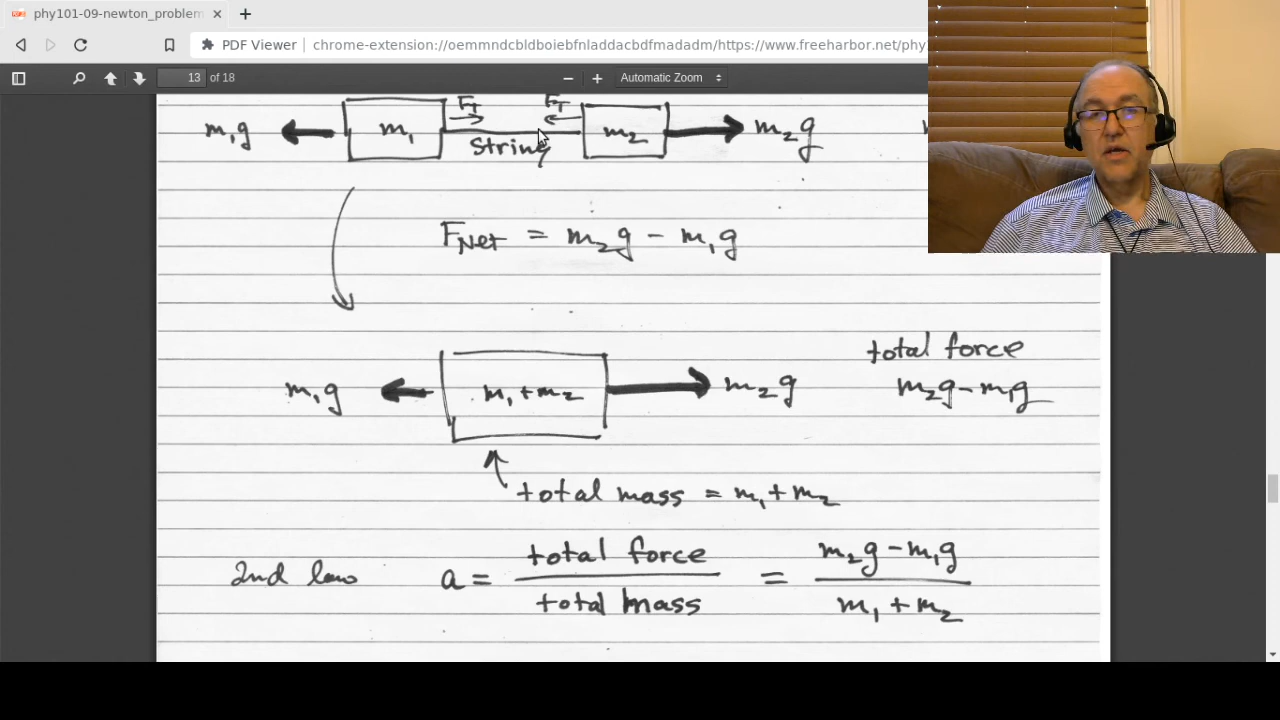 phy101-09-newton_problem
PDF Viewer chrome-extension://oemmndcbldboiebfnladdacbdfmadadm/https://www.freeharbor.net/phy
13 of 18 Automatic Zoom
F_T F_T
m₁g m₁ m₂ m₂g
String
F_Net = m₂g - m₁g
total force
m₁g m₁+m₂ m₂g m₂g-m₁g
total mass = m₁+m₂
total force m₂g-m₁g
2nd law a = =
total mass m₁+m₂